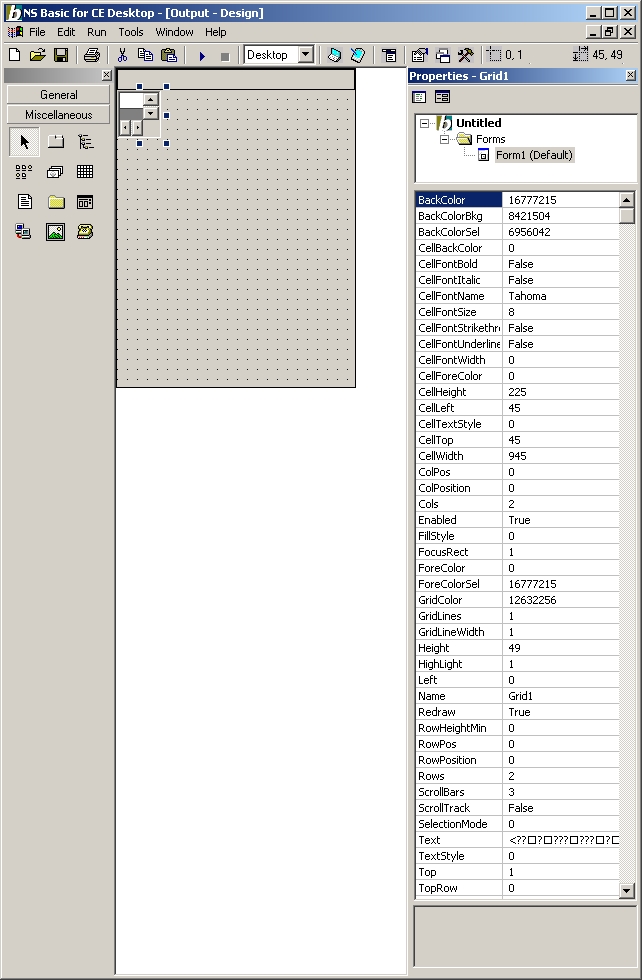 NS Basic for CE Desktop - [Output - Design]
File Edit Run Tools Window Help
Desktop 0, 1 45, 49
Properties - Grid1
General
Miscellaneous
Untitled
Forms
Form1 (Default)
BackColor 16777215
BackColorBkg 8421504
BackColorSel 6956042
CellBackColor 0
CellFontBold False
CellFontItalic False
CellFontName Tahoma
CellFontSize 8
CellFontStrikethr False
CellFontUnderline False
CellFontWidth 0
CellForeColor 0
CellHeight 225
CellLeft 45
CellTextStyle 0
CellTop 45
CellWidth 945
ColPos 0
ColPosition 0
Cols 2
Enabled True
FillStyle 0
FocusRect 1
ForeColor 0
ForeColorSel 16777215
GridColor 12632256
GridLines 1
GridLineWidth 1
Height 49
HighLight 1
Left 0
Name Grid1
Redraw True
RowHeightMin 0
RowPos 0
RowPosition 0
Rows 2
ScrollBars 3
ScrollTrack False
SelectionMode 0
Text <??□?□???□???□?□
TextStyle 0
Top 1
TopRow 0